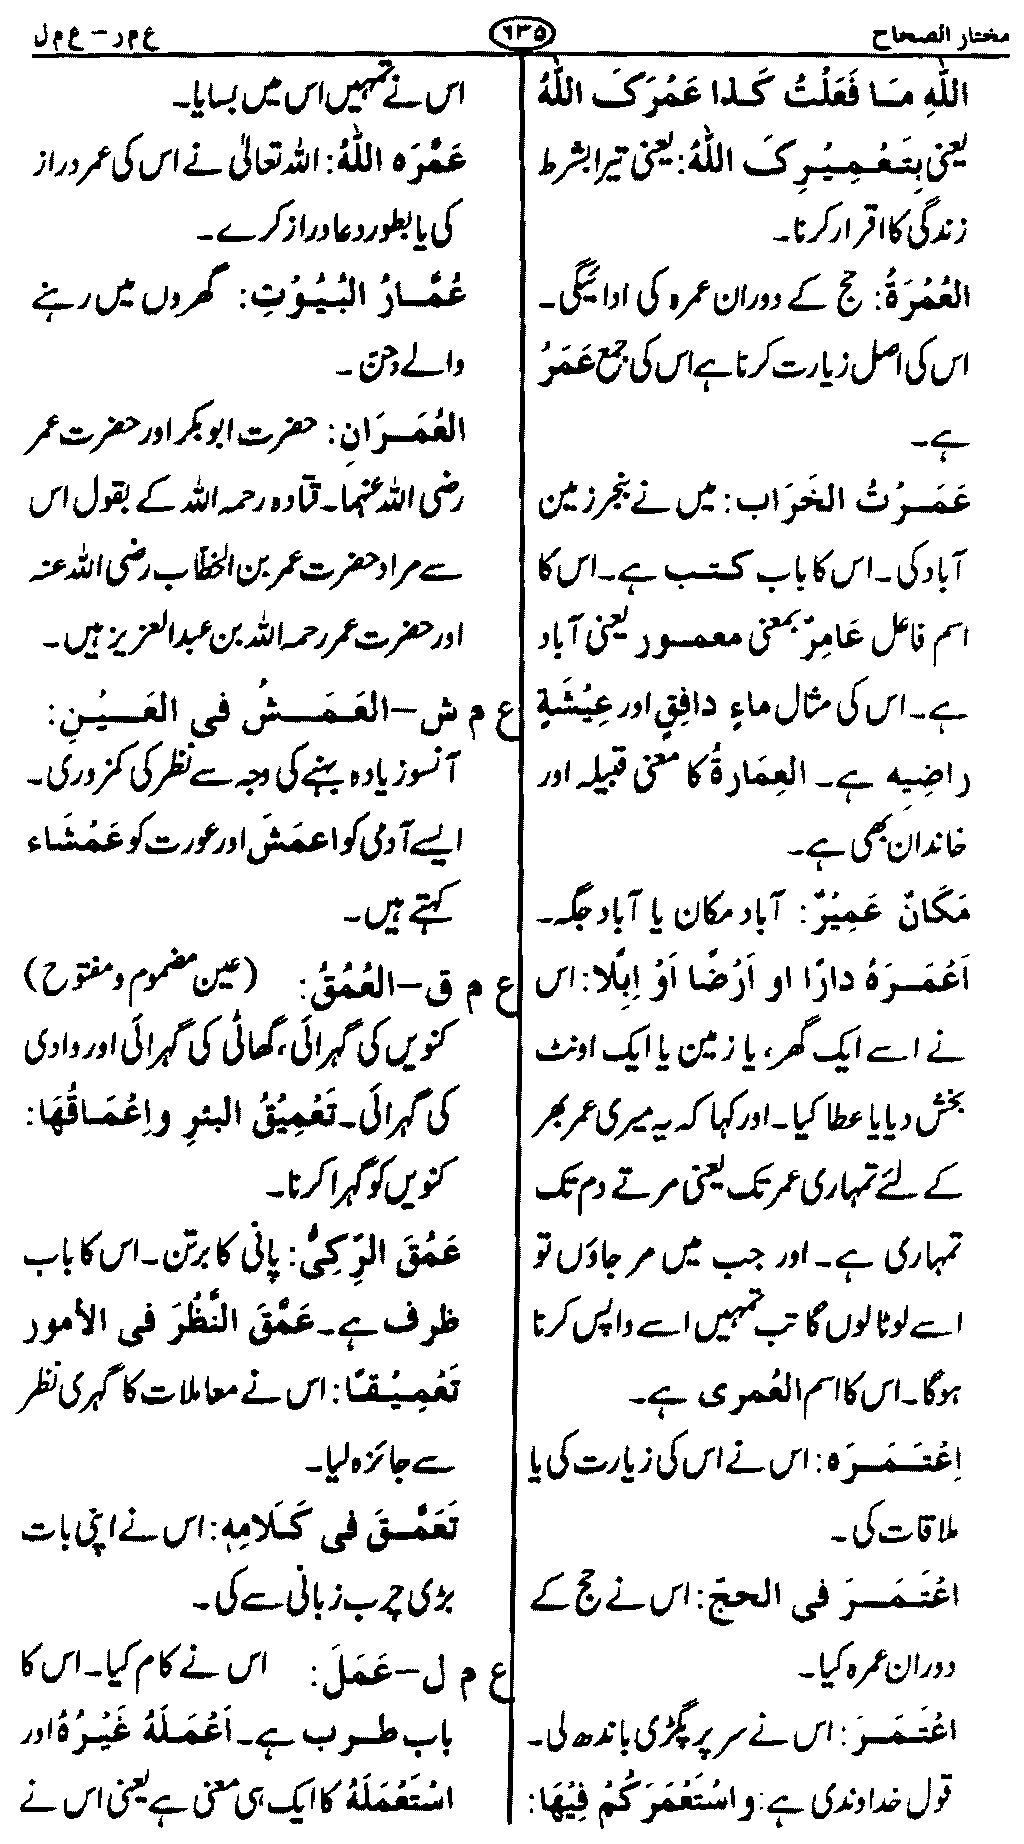 مختار الصحاح
٦٣۵
ع م ر – ع م ل
اللّٰهِ مَا فَعَلْتُ كَذا عَمْرَكَ اللّٰهُ
یعنی بِتَعْمِيْرِكَ اللّٰهُ: یعنی تیرا بشرط
زندگی کا اقرار کرنا۔
العُمْرَةُ: حج کے دوران عمرہ کی ادائیگی۔
اس کی اصل زیارت کرنا ہے اس کی جمع عَمَرُ
ہے۔
عَمَرْتُ الخَرَاب: میں نے بنجر زمین
آباد کی۔ اس کا باب کتب ہے۔ اس کا
اسم فاعل عَامِرٌ بمعنی معمور یعنی آباد
ہے۔ اس کی مثال ماءٍ دافِقٍ اور عِيْشَةٍ
راضِيه ہے۔ العِمَارةُ کا معنی قبیلہ اور
خاندان بھی ہے۔
مَكَانٌ عَمِيْرٌ: آباد مکان یا آباد جگہ۔
اَعْمَرَهُ دارًا او اَرْضًا اَوْ اِبِلًا: اس
نے اسے ایک گھر، یا زمین یا ایک اونٹ
بخش دیا یا عطا کیا۔ اور کہا کہ یہ میری عمر بھر
کے لئے تمہاری عمر تک یعنی مرتے دم تک
تمہاری ہے۔ اور جب میں مر جاؤں تو
اسے لوٹا لوں گا تب تمہیں اسے واپس کرنا
ہوگا۔ اس کا اسم العُمری ہے۔
اِعْتَمَرَه: اس نے اس کی زیارت کی یا
ملاقات کی۔
اعْتَمَرَ فی الحجّ: اس نے حج کے
دوران عمرہ کیا۔
اعْتَمَرَ: اس نے سر پر پگڑی باندھ لی۔
قول خداوندی ہے: و اسْتَعْمَرَكُمْ فِيْهَا:
اس نے تمہیں اس میں بسایا۔
عَمَّرَه اللّٰهُ: اللہ تعالیٰ نے اس کی عمر دراز
کی یا بطور دعا دراز کرے۔
عُمَّارُ البُيُوْتِ: گھروں میں رہنے
والے جن۔
العُمَرَانِ: حضرت ابوبکر اور حضرت عمر
رضی اللہ عنہما۔ قتادہ رحمہ اللہ کے بقول اس
سے مراد حضرت عمر بن الخطّاب رضی اللہ عنہ
اور حضرت عمر رحمہ اللہ بن عبدالعزیز ہیں۔
ع م ش – العَمَشُ فی العَيْنِ:
آنسو زیادہ بہنے کی وجہ سے نظر کی کمزوری۔
ایسے آدمی کو اعمَشَ اور عورت کو عَمْشَاء
کہتے ہیں۔
ع م ق – العُمْقُ: (عین مضموم و مفتوح)
کنویں کی گہرائی، گھاٹی کی گہرائی اور وادی
کی گہرائی۔ تَعْمِيْقُ البئرِ واِعْمَاقُهَا:
کنویں کو گہرا کرنا۔
عَمُقَ الرَّكِیُّ: پانی کا برتن۔ اس کا باب
ظرف ہے۔ عَمَّقَ النَّظْرَ فی الأمور
تَعْمِيْقًا: اس نے معاملات کا گہری نظر
سے جائزہ لیا۔
تَعَمَّقَ فی كَلَامِهٖ: اس نے اپنی بات
بڑی چرب زبانی سے کی۔
ع م ل – عَمَلَ: اس نے کام کیا۔ اس کا
باب طرب ہے۔ اَعْمَلَهُ غَيْرُهُ اور
اسْتَعْمَلَهُ کا ایک ہی معنی ہے یعنی اس نے